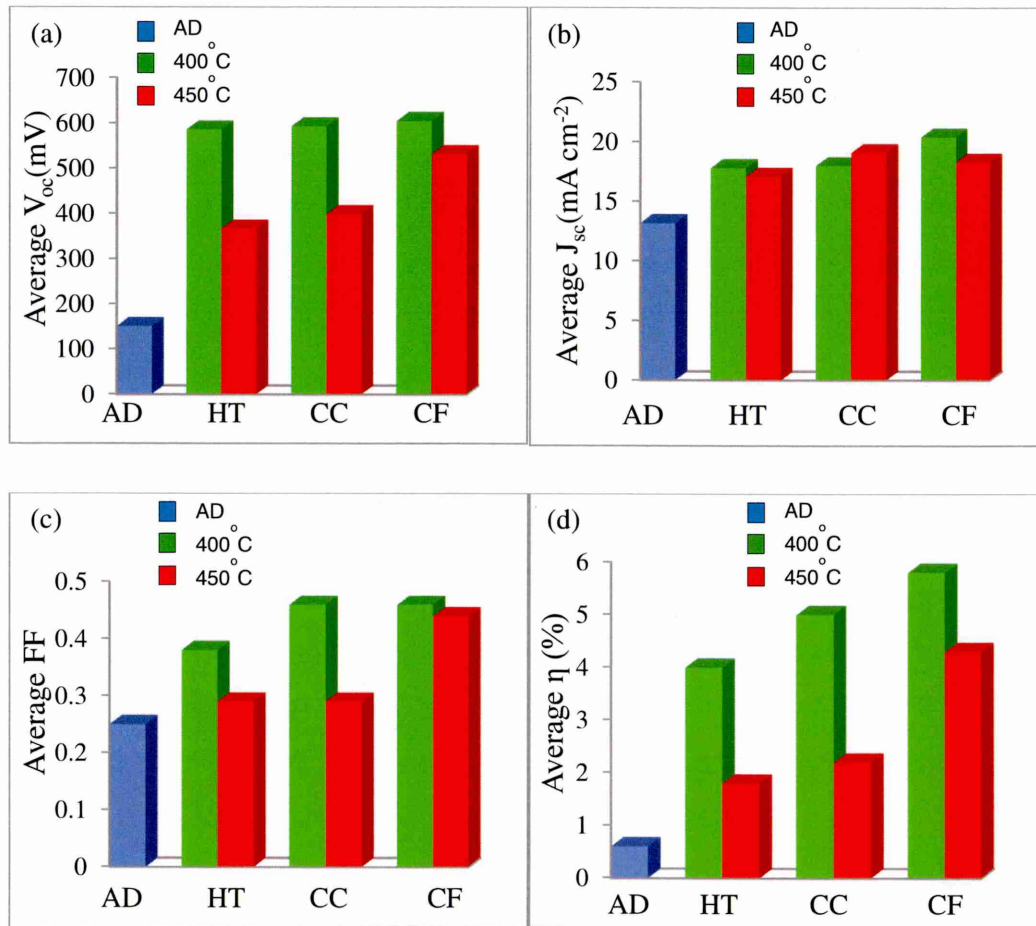 (a)
AD
400°C
450°C
Average V_oc(mV)
700
600
500
400
300
200
100
0
AD HT CC CF
(b)
AD
400°C
450°C
Average J_sc(mA cm⁻²)
25
20
15
10
5
0
AD HT CC CF
(c)
AD
400°C
450°C
Average FF
0.5
0.4
0.3
0.2
0.1
0
AD HT CC CF
(d)
AD
400°C
450°C
Average η (%)
6
5
4
3
2
1
0
AD HT CC CF